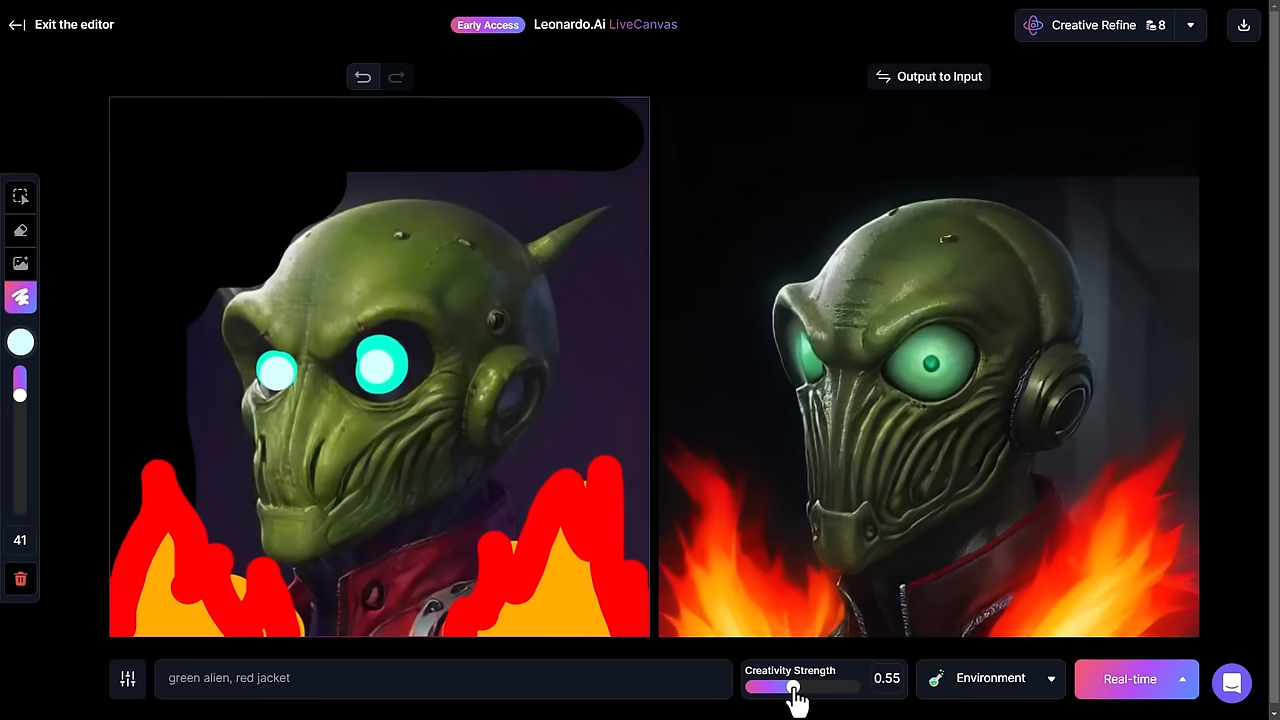 Exit the editor
Early Access Leonardo.Ai LiveCanvas
Creative Refine 8
Output to Input
41
green alien, red jacket
Creativity Strength
0.55
Environment
Real-time